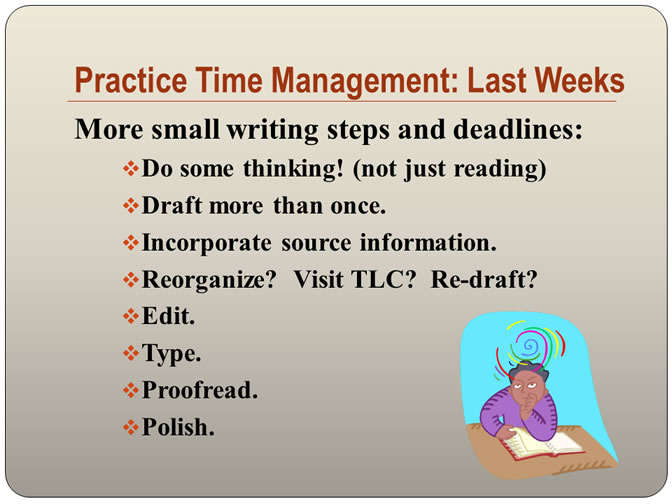 Practice Time Management: Last Weeks
More small writing steps and deadlines:
❖Do some thinking! (not just reading)
❖Draft more than once.
❖Incorporate source information.
❖Reorganize?  Visit TLC?  Re-draft?
❖Edit.
❖Type.
❖Proofread.
❖Polish.